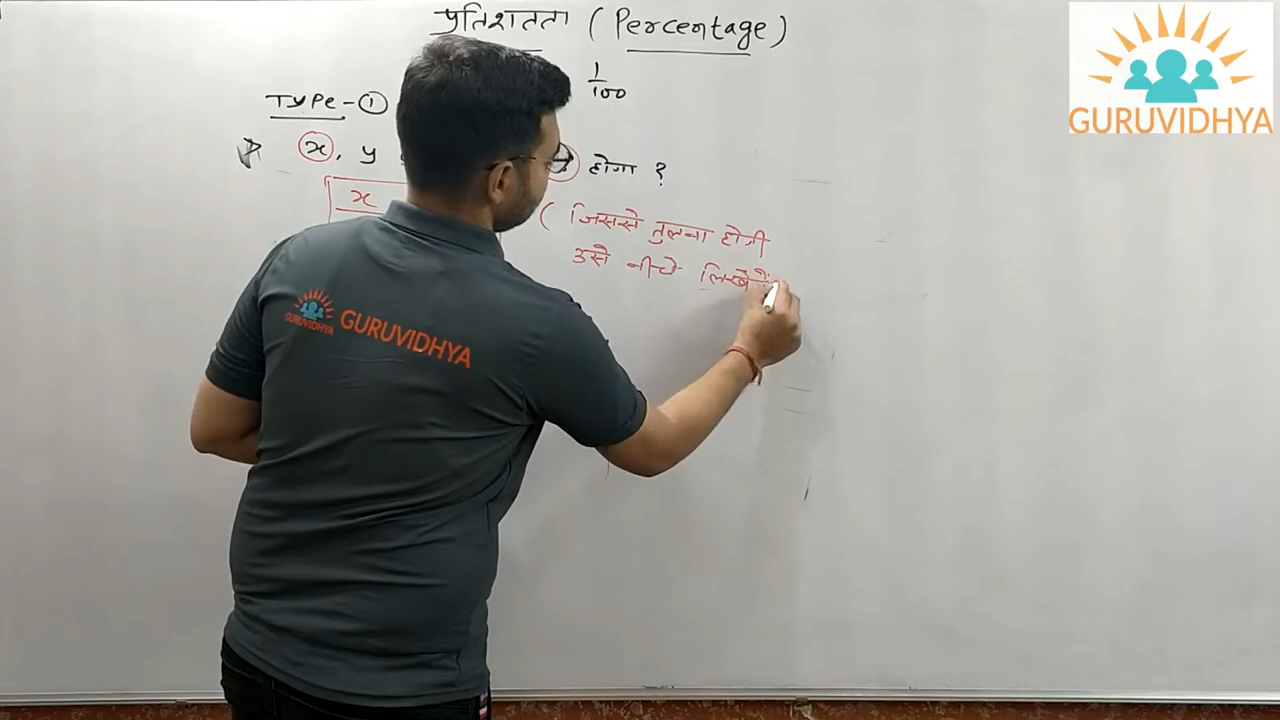 प्रतिशतता ( Percentage )
1
100
TYPE - ①
x, y होगा ?
x
( जिससे तुलना होगी
उसे नीचे लिखेगें
GURUVIDHYA
GURUVIDHYA
GURUVIDHYA